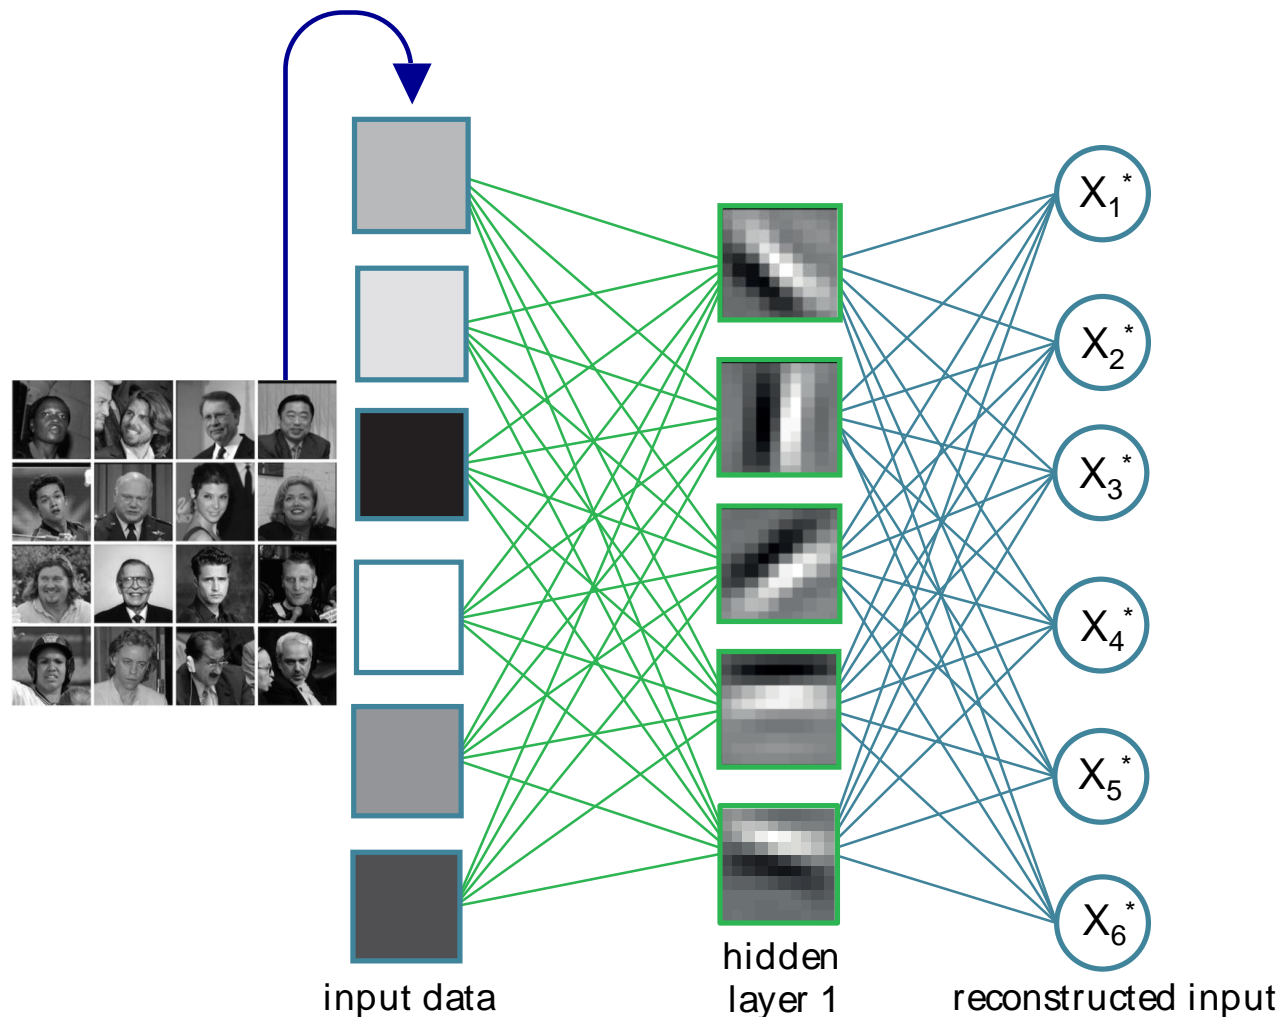 X₁*
X₂*
X₃*
X₄*
X₅*
X₆*
input data
hidden
layer 1
reconstructed input